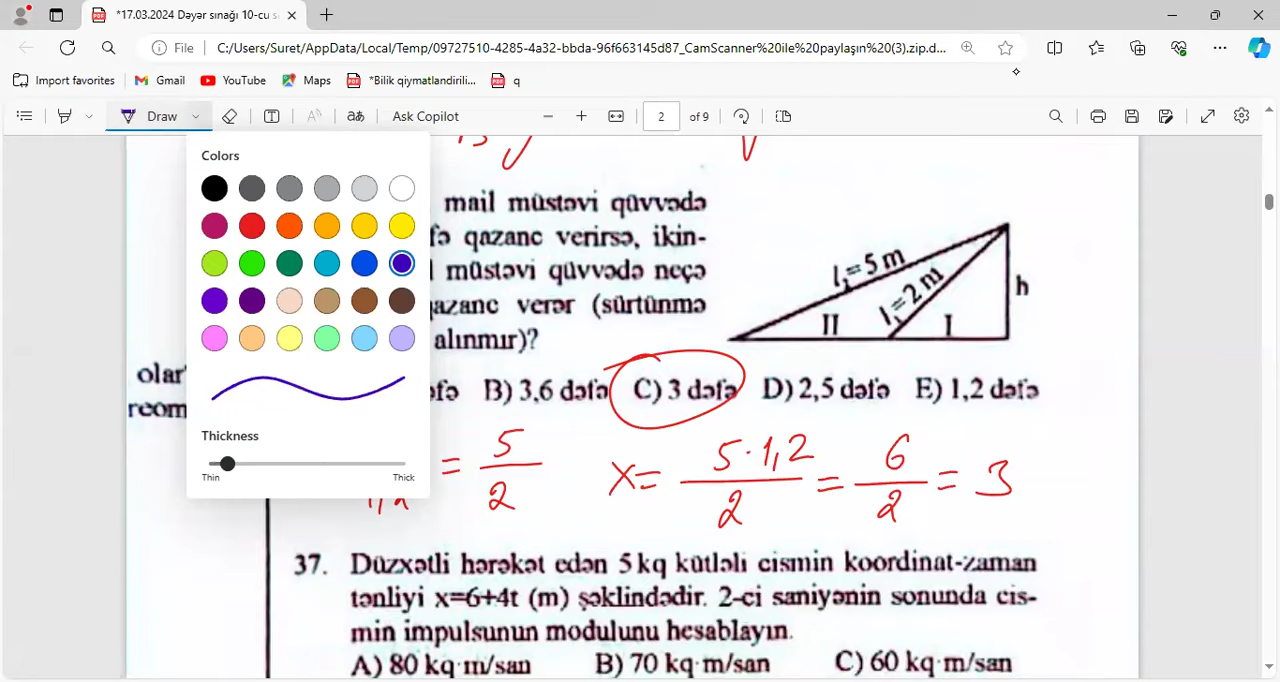 *17.03.2024 Dəyər sınağı 10-cu s
File C:/Users/Suret/AppData/Local/Temp/09727510-4285-4a32-bbda-96f663145d87_CamScanner%20ile%20paylaşın%20(3).zip.d...
Import favorites Gmail YouTube Maps *Bilik qiymatləndirili... q
Draw aあ Ask Copilot 2 of 9
Colors
Thickness
Thin Thick
mail müstəvi qüvvədə
fə qazanc verirsə, ikin-
müstəvi qüvvədə neçə
qazanc verər (sürtünmə
alınmır)?
l₂=5 m
l₁=2 m
h
II I
olar
reom
əfə B) 3,6 dəfə C) 3 dəfə D) 2,5 dəfə E) 1,2 dəfə
= 5/2 x= 5·1,2/2 = 6/2 = 3
37. Düzxətli hərəkət edən 5 kq kütləli cismin koordinat-zaman
tənliyi x=6+4t (m) şəklindədir. 2-ci saniyənin sonunda cis-
min impulsunun modulunu hesablayın.
A) 80 kq·m/san B) 70 kq·m/san C) 60 kq·m/san